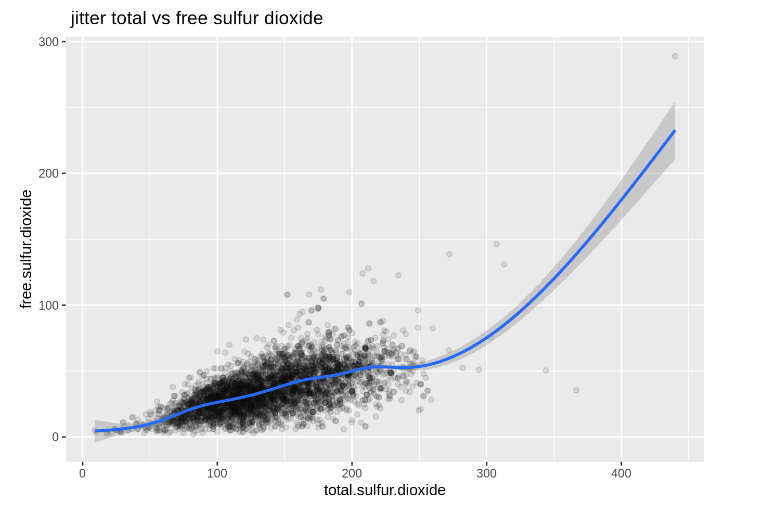 jitter total vs free sulfur dioxide
300
200
100
0
free.sulfur.dioxide
0 100 200 300 400
total.sulfur.dioxide